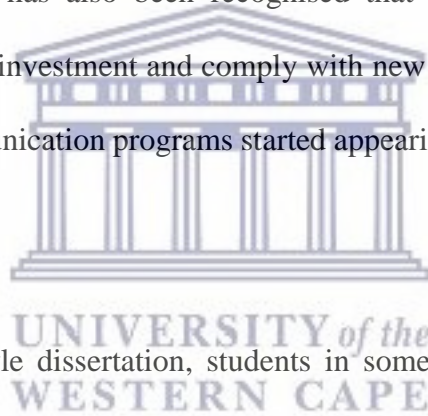 has also been recognised that
investment and comply with new
unication programs started appeari
UNIVERSITY of the
le dissertation, students in some
WESTERN CAPE